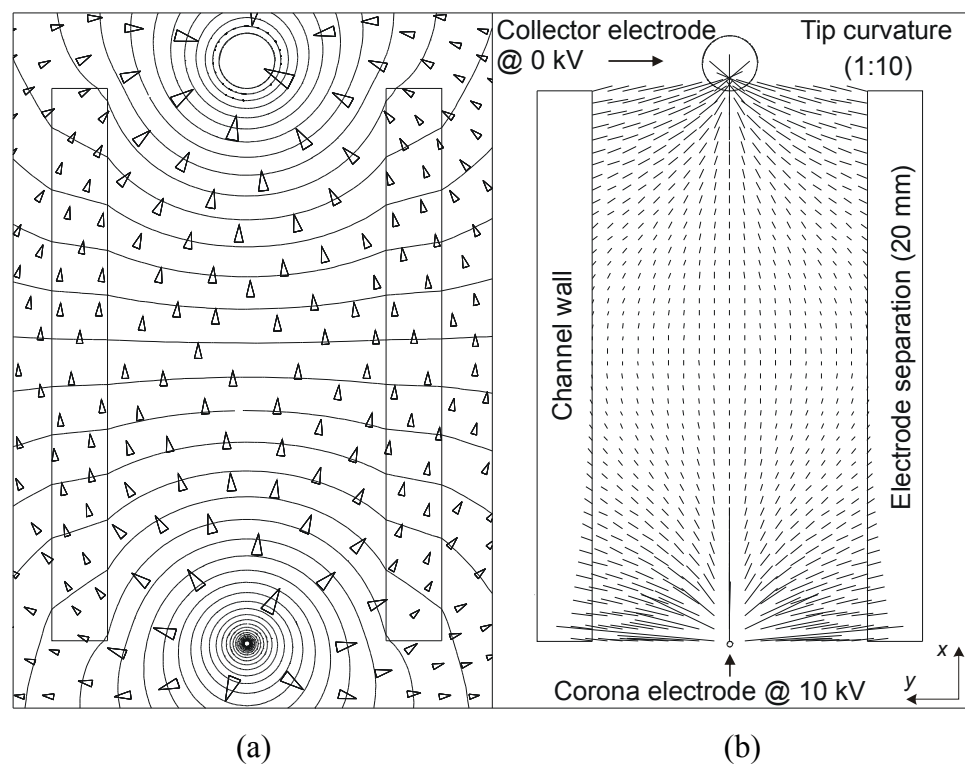 Collector electrode
@ 0 kV
Tip curvature
(1:10)
Channel wall
Electrode separation (20 mm)
x
y
Corona electrode @ 10 kV
(a)
(b)